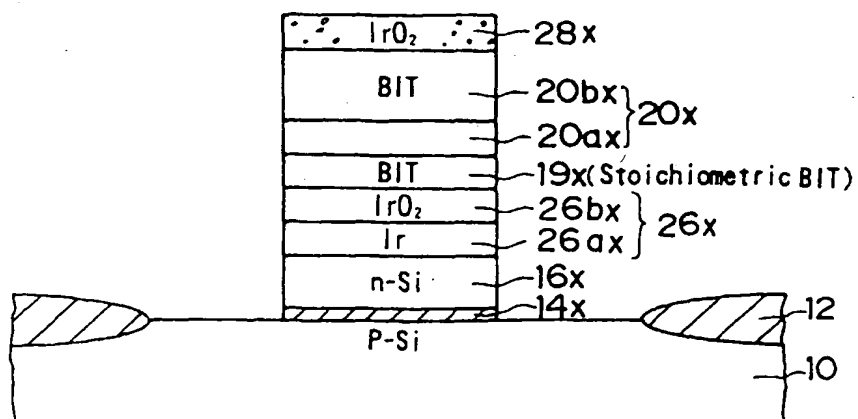 IrO₂ 28x
BIT 20bx
20x
20ax
BIT 19x(Stoichiometric BIT)
IrO₂ 26bx
26x
Ir 26ax
n-Si 16x
14x
12
P-Si
10